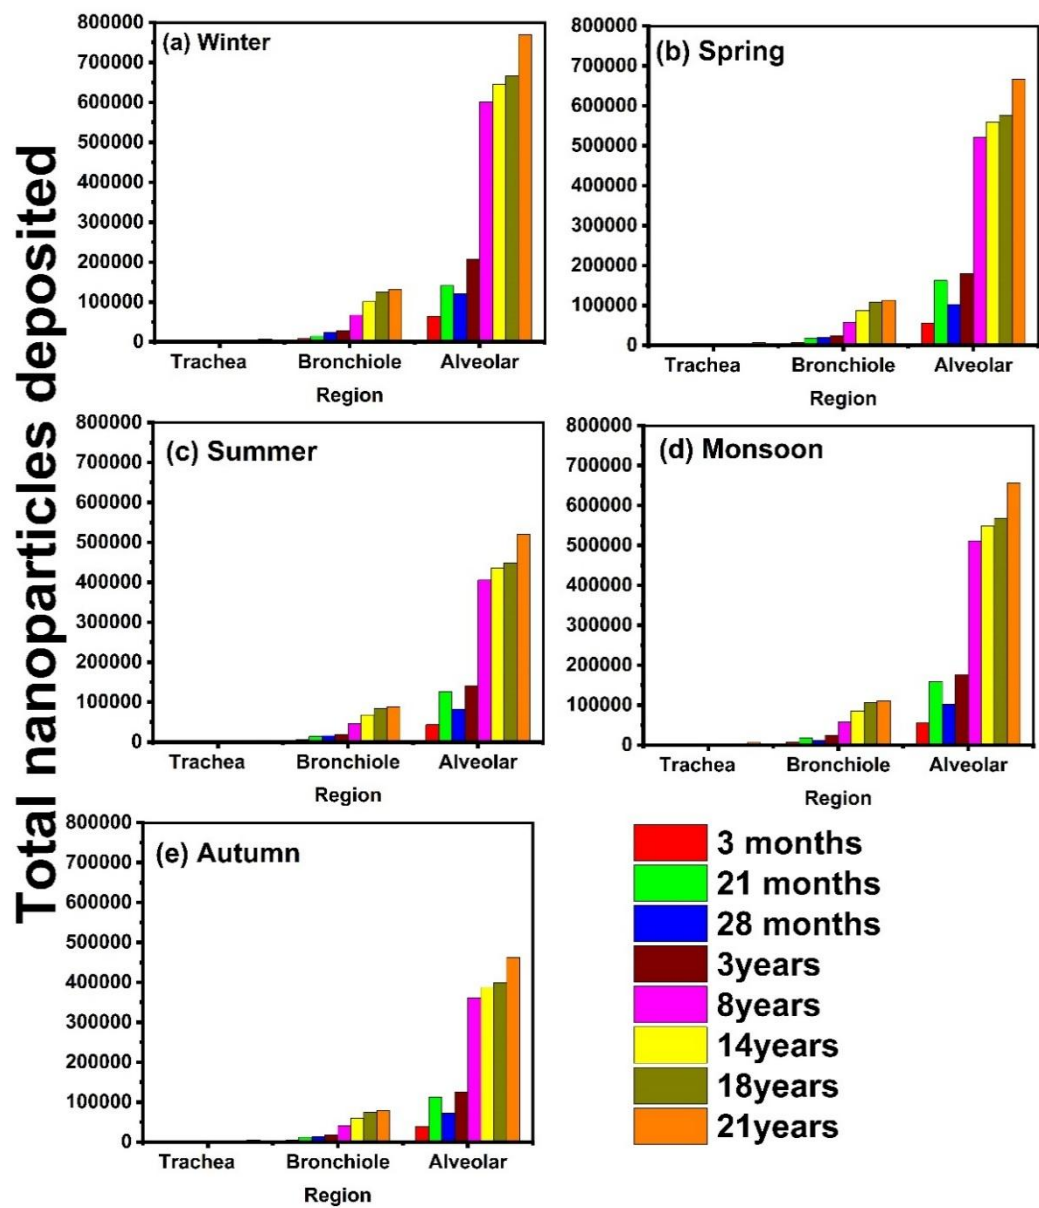 Total nanoparticles deposited
(a) Winter
800000
700000
600000
500000
400000
300000
200000
100000
0
Trachea Bronchiole Alveolar
Region
(b) Spring
800000
700000
600000
500000
400000
300000
200000
100000
0
Trachea Bronchiole Alveolar
Region
(c) Summer
800000
700000
600000
500000
400000
300000
200000
100000
0
Trachea Bronchiole Alveolar
Region
(d) Monsoon
800000
700000
600000
500000
400000
300000
200000
100000
0
Trachea Bronchiole Alveolar
Region
(e) Autumn
800000
700000
600000
500000
400000
300000
200000
100000
0
Trachea Bronchiole Alveolar
Region
3 months
21 months
28 months
3years
8years
14years
18years
21years